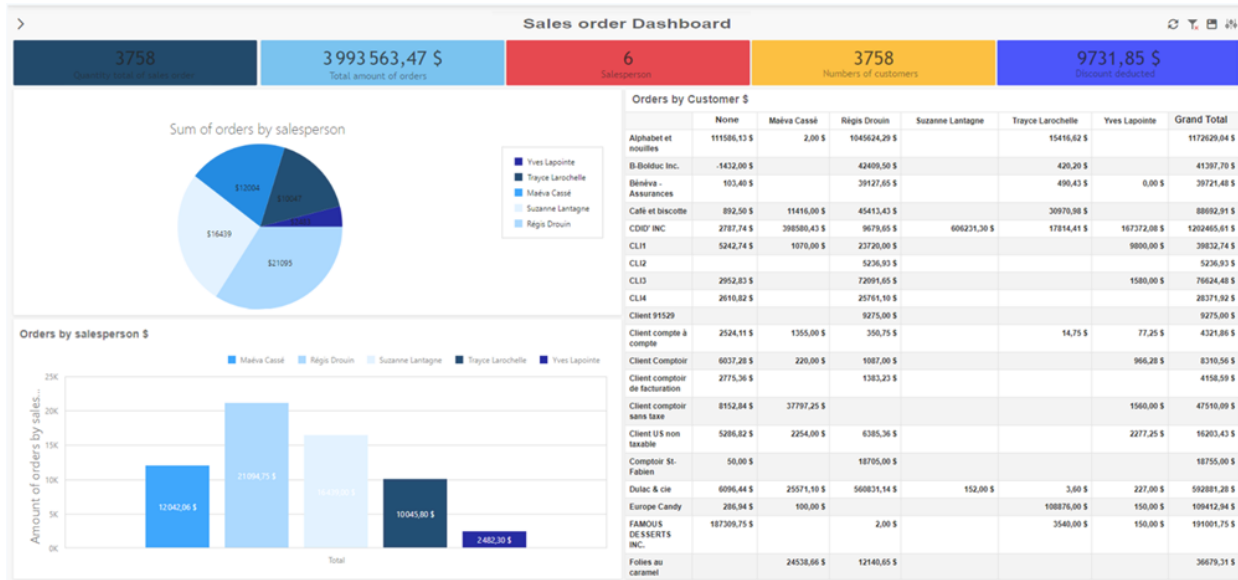 Sales order Dashboard
3758
Quantity total of sales order
3 993 563,47 $
Total amount of orders
6
Salesperson
3758
Numbers of customers
9731,85 $
Discount deducted
Sum of orders by salesperson
$12004
$16439
$21095
Yves Lapointe
Trayce Larochelle
Maéva Cassé
Suzanne Lantagne
Régis Drouin
Orders by salesperson $
Maéva Cassé Régis Drouin Suzanne Lantagne Trayce Larochelle Yves Lapointe
Amount of orders by sales...
25K
20K
15K
10K
5K
0K
12 042,06 $
21 094,75 $
10 045,80 $
2 482,30 $
Total
Orders by Customer $
None Maéva Cassé Régis Drouin Suzanne Lantagne Trayce Larochelle Yves Lapointe Grand Total
Alphabet et nouilles 111586,13 $ 2,00 $ 1045624,29 $ 15416,62 $ 1172629,04 $
B-Bolduc Inc. -1432,00 $ 42409,50 $ 420,20 $ 41397,70 $
Bénéva - Assurances 103,40 $ 39127,65 $ 490,43 $ 0,00 $ 39721,48 $
Café et biscotte 892,50 $ 11416,00 $ 45413,43 $ 30970,98 $ 88692,91 $
CDID' INC 2787,74 $ 398580,43 $ 9679,65 $ 606231,30 $ 17814,41 $ 167372,08 $ 1202465,61 $
CLI1 5242,74 $ 1070,00 $ 23720,00 $ 9800,00 $ 39832,74 $
CLI2 5236,93 $ 5236,93 $
CLI3 2952,83 $ 72091,65 $ 1580,00 $ 76624,48 $
CLI4 2610,82 $ 25761,10 $ 28371,92 $
Client 91529 9275,00 $ 9275,00 $
Client compte à compte 2524,11 $ 1355,00 $ 350,75 $ 14,75 $ 77,25 $ 4321,86 $
Client Comptoir 6037,28 $ 220,00 $ 1087,00 $ 966,28 $ 8310,56 $
Client comptoir de facturation 2775,36 $ 1383,23 $ 4158,59 $
Client comptoir sans taxe 8152,84 $ 37797,25 $ 1560,00 $ 47510,09 $
Client US non taxable 5286,82 $ 2254,00 $ 6385,36 $ 2277,25 $ 16203,43 $
Comptoir St-Fabien 50,00 $ 18705,00 $ 18755,00 $
Dulac & cie 6096,44 $ 25571,10 $ 560831,14 $ 152,00 $ 3,60 $ 227,00 $ 592881,28 $
Europe Candy 286,94 $ 100,00 $ 108876,00 $ 150,00 $ 109412,94 $
FAMOUS DESSERTS INC. 187309,75 $ 2,00 $ 3540,00 $ 150,00 $ 191001,75 $
Folies au caramel 24538,66 $ 12140,65 $ 36679,31 $